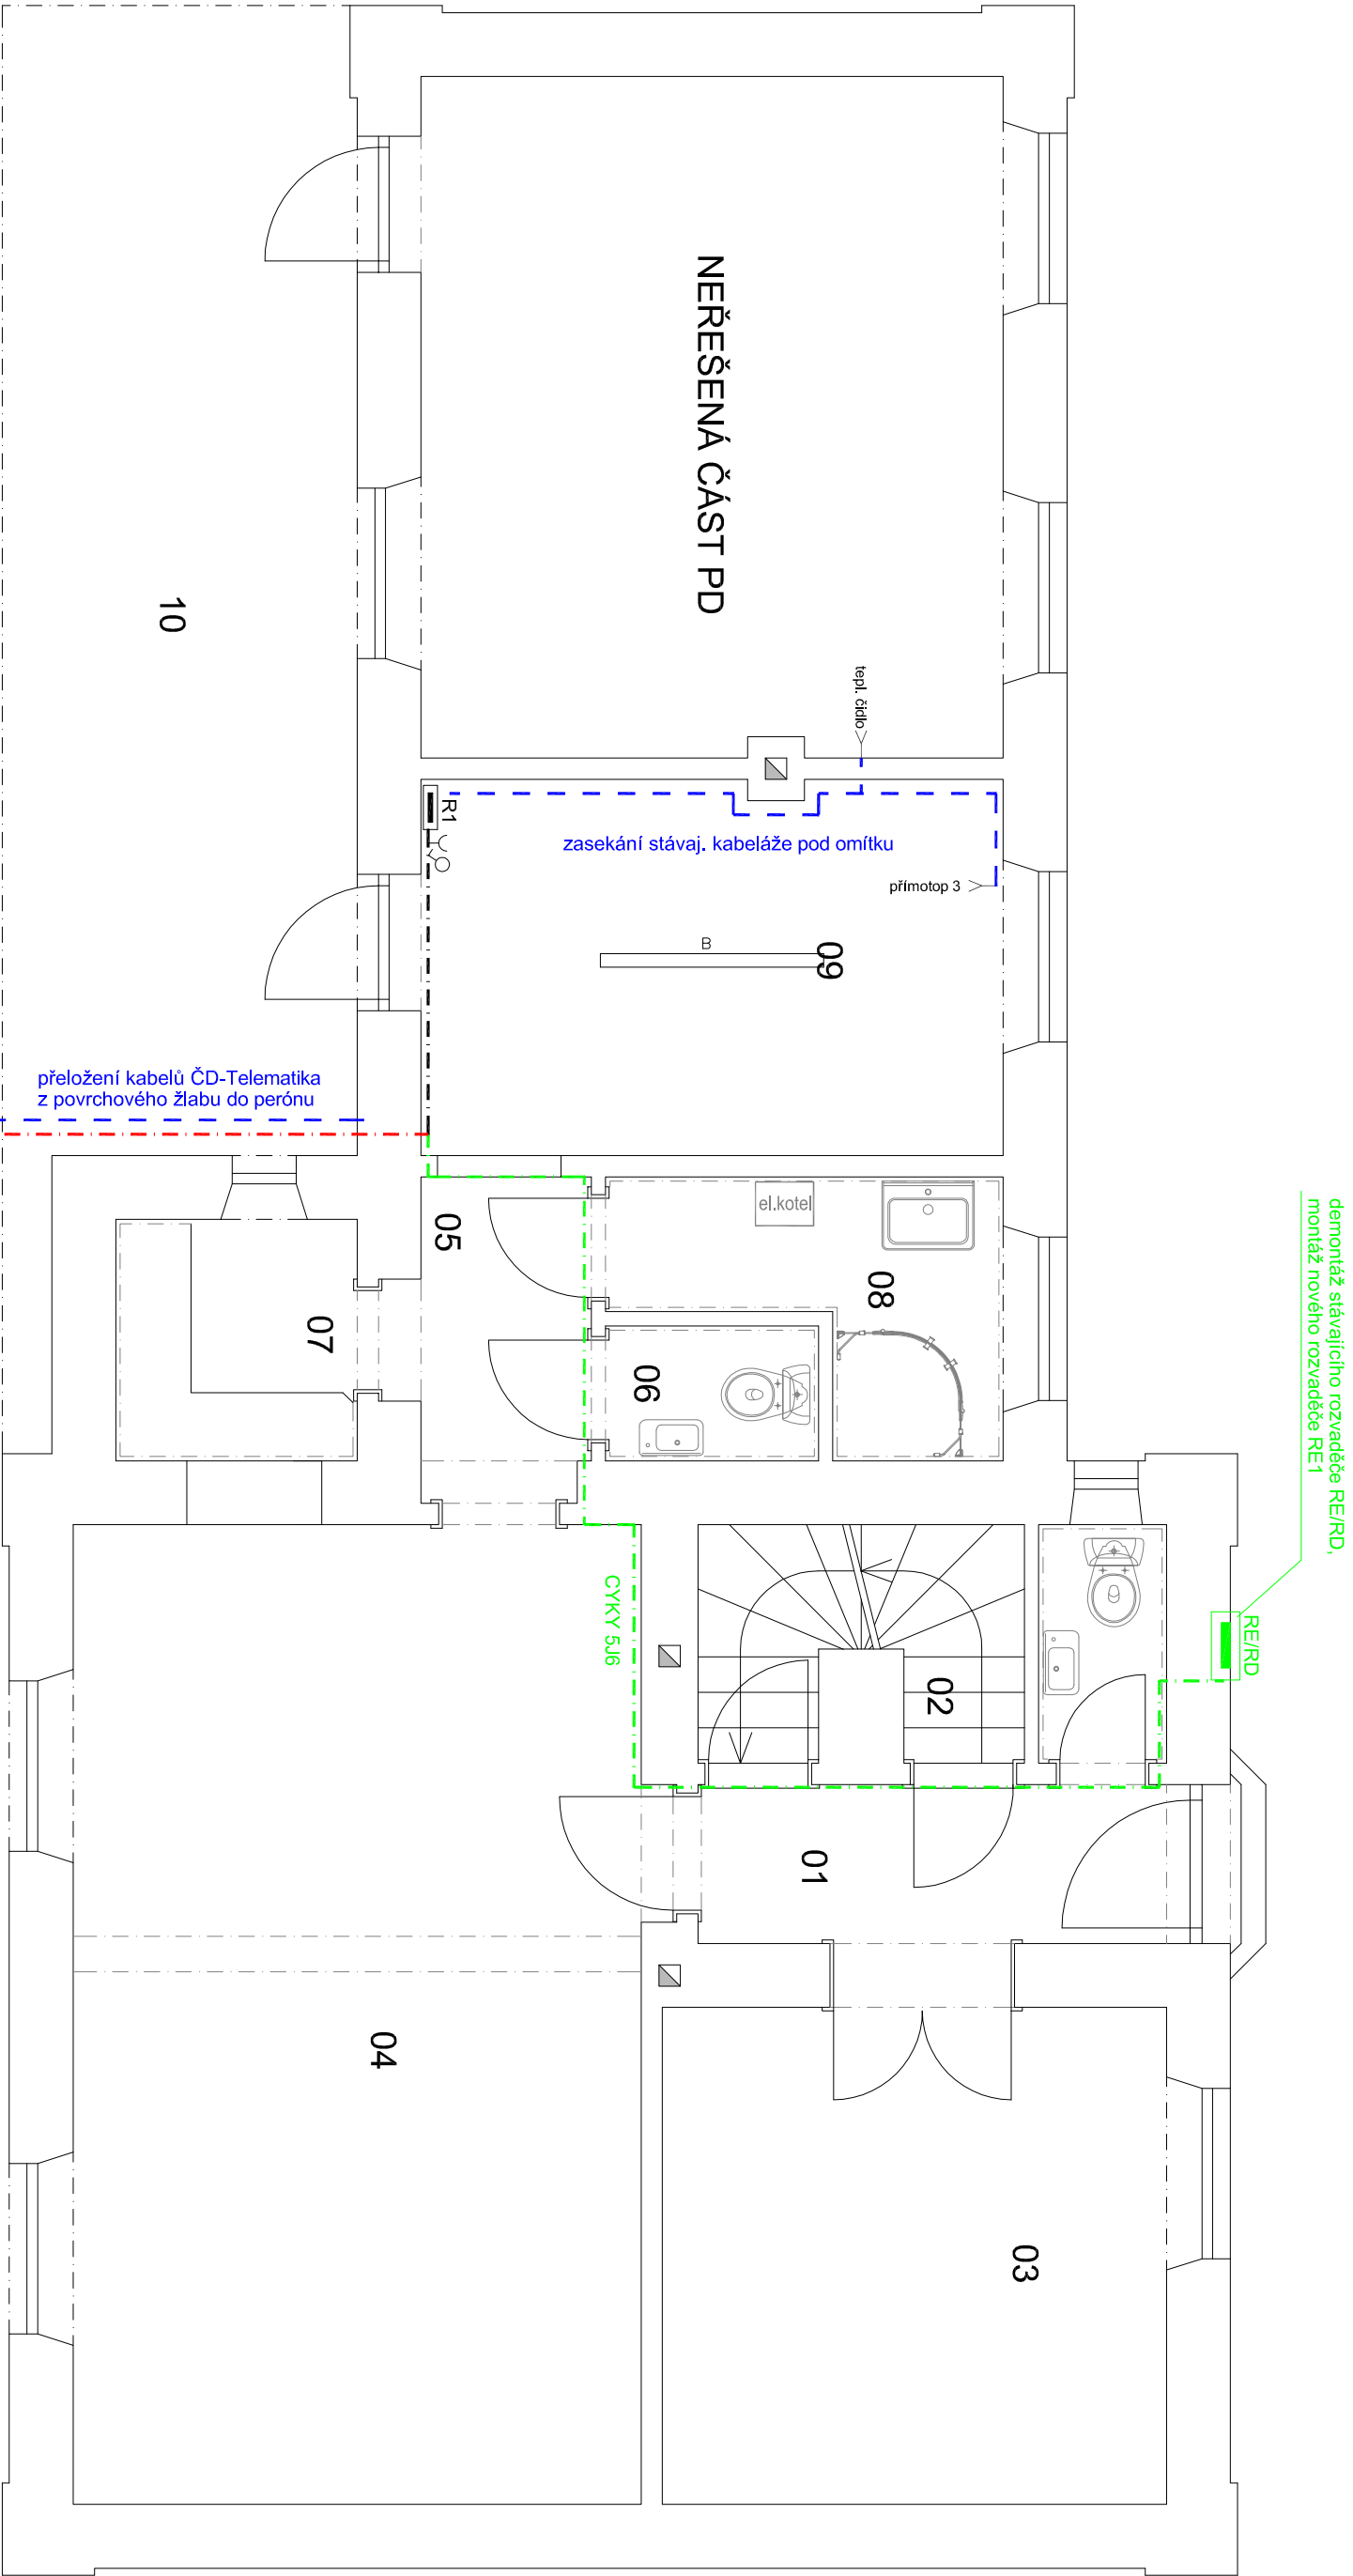 NEŘEŠENÁ ČÁST PD
10
tepl. čidlo
R1
zasekání stávaj. kabeláže pod omítku
přímotop 3
B
09
přeložení kabelů ČD-Telematika
z povrchového žlabu do perónu
demontáž stávajícího rozvaděče RE/RD,
montáž nového rozvaděče RE1
el.kotel
05
08
07
06
CYKY 5J6
RE/RD
02
01
04
03